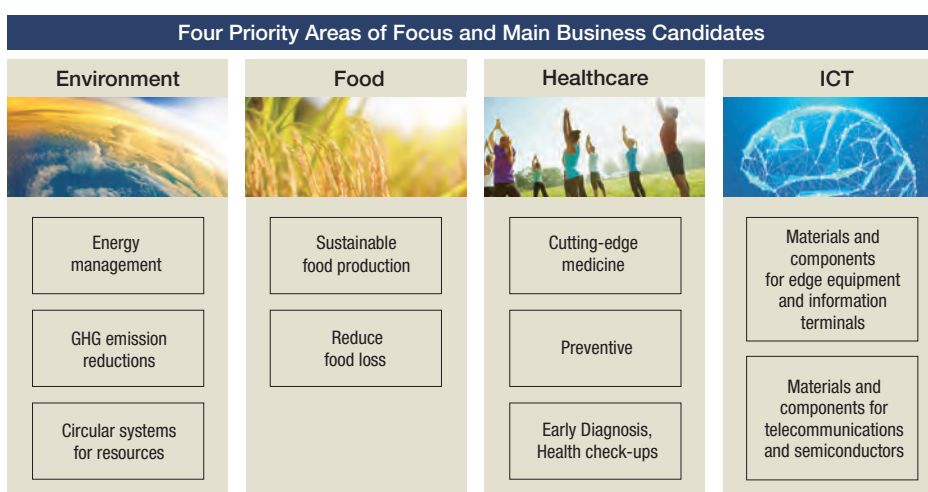 Four Priority Areas of Focus and Main Business Candidates
Environment
Energy
management
GHG emission
reductions
Circular systems
for resources
Food
Sustainable
food production
Reduce
food loss
Healthcare
Cutting-edge
medicine
Preventive
Early Diagnosis,
Health check-ups
ICT
Materials and
components
for edge equipment
and information
terminals
Materials and
components for
telecommunications
and semiconductors